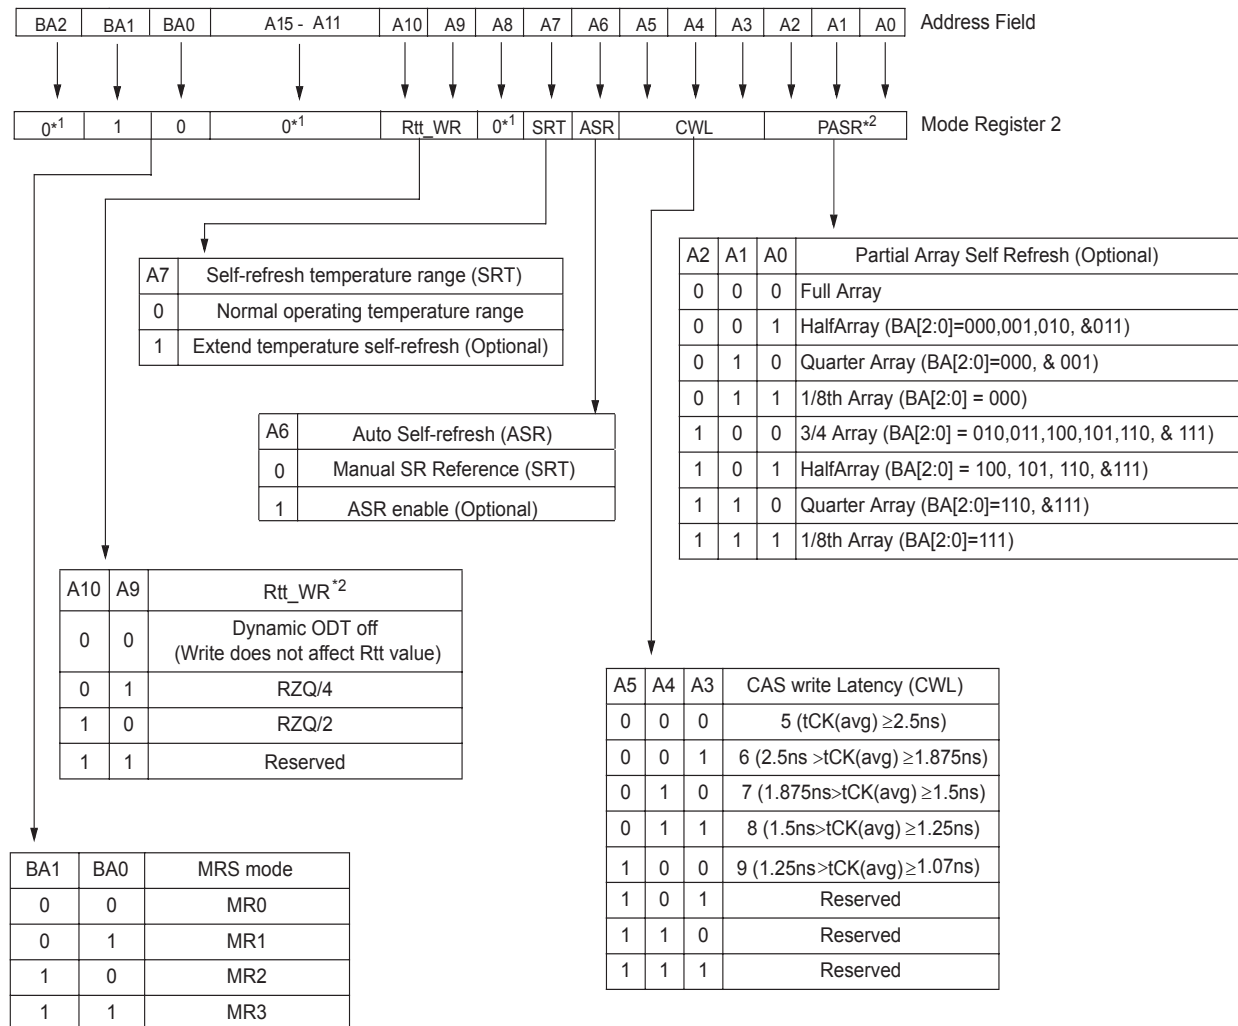 BA2 BA1 BA0 A15 - A11 A10 A9 A8 A7 A6 A5 A4 A3 A2 A1 A0 Address Field
0*1 1 0 0*1 Rtt_WR 0*1 SRT ASR CWL PASR*2 Mode Register 2
A7 Self-refresh temperature range (SRT)
0 Normal operating temperature range
1 Extend temperature self-refresh (Optional)
A6 Auto Self-refresh (ASR)
0 Manual SR Reference (SRT)
1 ASR enable (Optional)
A2 A1 A0 Partial Array Self Refresh (Optional)
0 0 0 Full Array
0 0 1 HalfArray (BA[2:0]=000,001,010, &011)
0 1 0 Quarter Array (BA[2:0]=000, & 001)
0 1 1 1/8th Array (BA[2:0] = 000)
1 0 0 3/4 Array (BA[2:0] = 010,011,100,101,110, & 111)
1 0 1 HalfArray (BA[2:0] = 100, 101, 110, &111)
1 1 0 Quarter Array (BA[2:0]=110, &111)
1 1 1 1/8th Array (BA[2:0]=111)
A10 A9 Rtt_WR*2
0 0 Dynamic ODT off
(Write does not affect Rtt value)
0 1 RZQ/4
1 0 RZQ/2
1 1 Reserved
A5 A4 A3 CAS write Latency (CWL)
0 0 0 5 (tCK(avg) ≥2.5ns)
0 0 1 6 (2.5ns >tCK(avg) ≥1.875ns)
0 1 0 7 (1.875ns>tCK(avg) ≥1.5ns)
0 1 1 8 (1.5ns>tCK(avg) ≥1.25ns)
1 0 0 9 (1.25ns>tCK(avg) ≥1.07ns)
1 0 1 Reserved
1 1 0 Reserved
1 1 1 Reserved
BA1 BA0 MRS mode
0 0 MR0
0 1 MR1
1 0 MR2
1 1 MR3